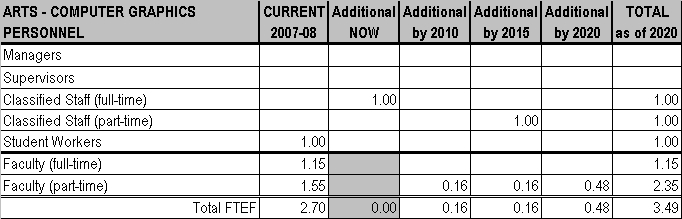 ARTS - COMPUTER GRAPHICS CURRENT Additional Additional Additional Additional TOTAL
PERSONNEL 2007-08 NOW by 2010 by 2015 by 2020 as of 2020
Managers
Supervisors
Classified Staff (full-time) 1.00 1.00
Classified Staff (part-time) 1.00 1.00
Student Workers 1.00 1.00
Faculty (full-time) 1.15 1.15
Faculty (part-time) 1.55 0.16 0.16 0.48 2.35
Total FTEF 2.70 0.00 0.16 0.16 0.48 3.49